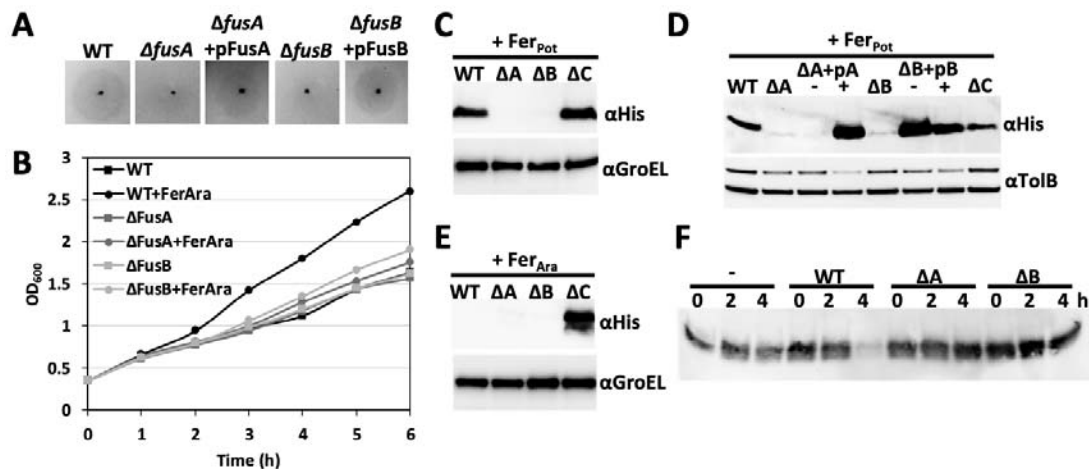 A
WT
ΔfusA
ΔfusA
+pFusA
ΔfusB
ΔfusB
+pFusB
B
OD600
3
2.5
2
1.5
1
0.5
0
WT
WT+FerAra
ΔFusA
ΔFusA+FerAra
ΔFusB
ΔFusB+FerAra
0 1 2 3 4 5 6
Time (h)
C
+ FerPot
WT ΔA ΔB ΔC
αHis
αGroEL
D
+ FerPot
ΔA+pA ΔB+pB
WT ΔA - + ΔB - + ΔC
αHis
αTolB
E
+ FerAra
WT ΔA ΔB ΔC
αHis
αGroEL
F
- WT ΔA ΔB
0 2 4 0 2 4 0 2 4 0 2 4 h